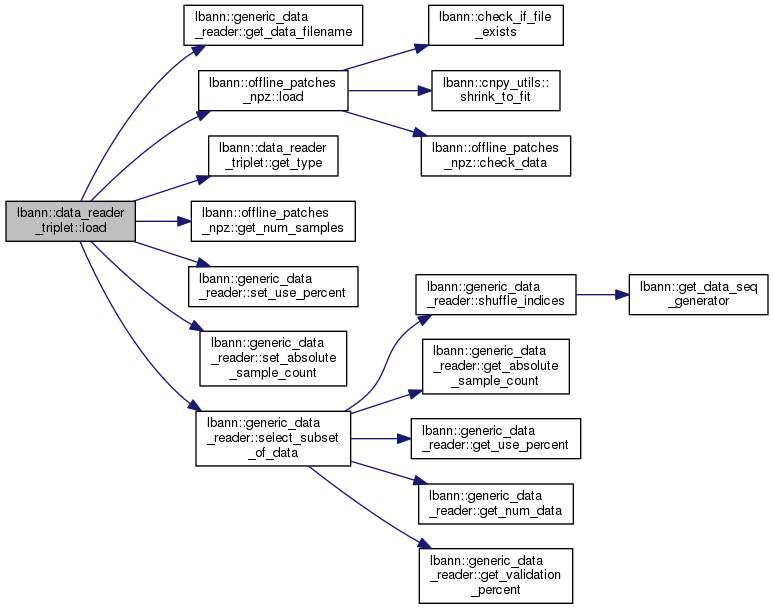 lbann::data_reader
_triplet::load
lbann::generic_data
_reader::get_data_filename
lbann::offline_patches
_npz::load
lbann::check_if_file
_exists
lbann::cnpy_utils::
shrink_to_fit
lbann::offline_patches
_npz::check_data
lbann::data_reader
_triplet::get_type
lbann::offline_patches
_npz::get_num_samples
lbann::generic_data
_reader::set_use_percent
lbann::generic_data
_reader::set_absolute
_sample_count
lbann::generic_data
_reader::select_subset
_of_data
lbann::generic_data
_reader::shuffle_indices
lbann::get_data_seq
_generator
lbann::generic_data
_reader::get_absolute
_sample_count
lbann::generic_data
_reader::get_use_percent
lbann::generic_data
_reader::get_num_data
lbann::generic_data
_reader::get_validation
_percent